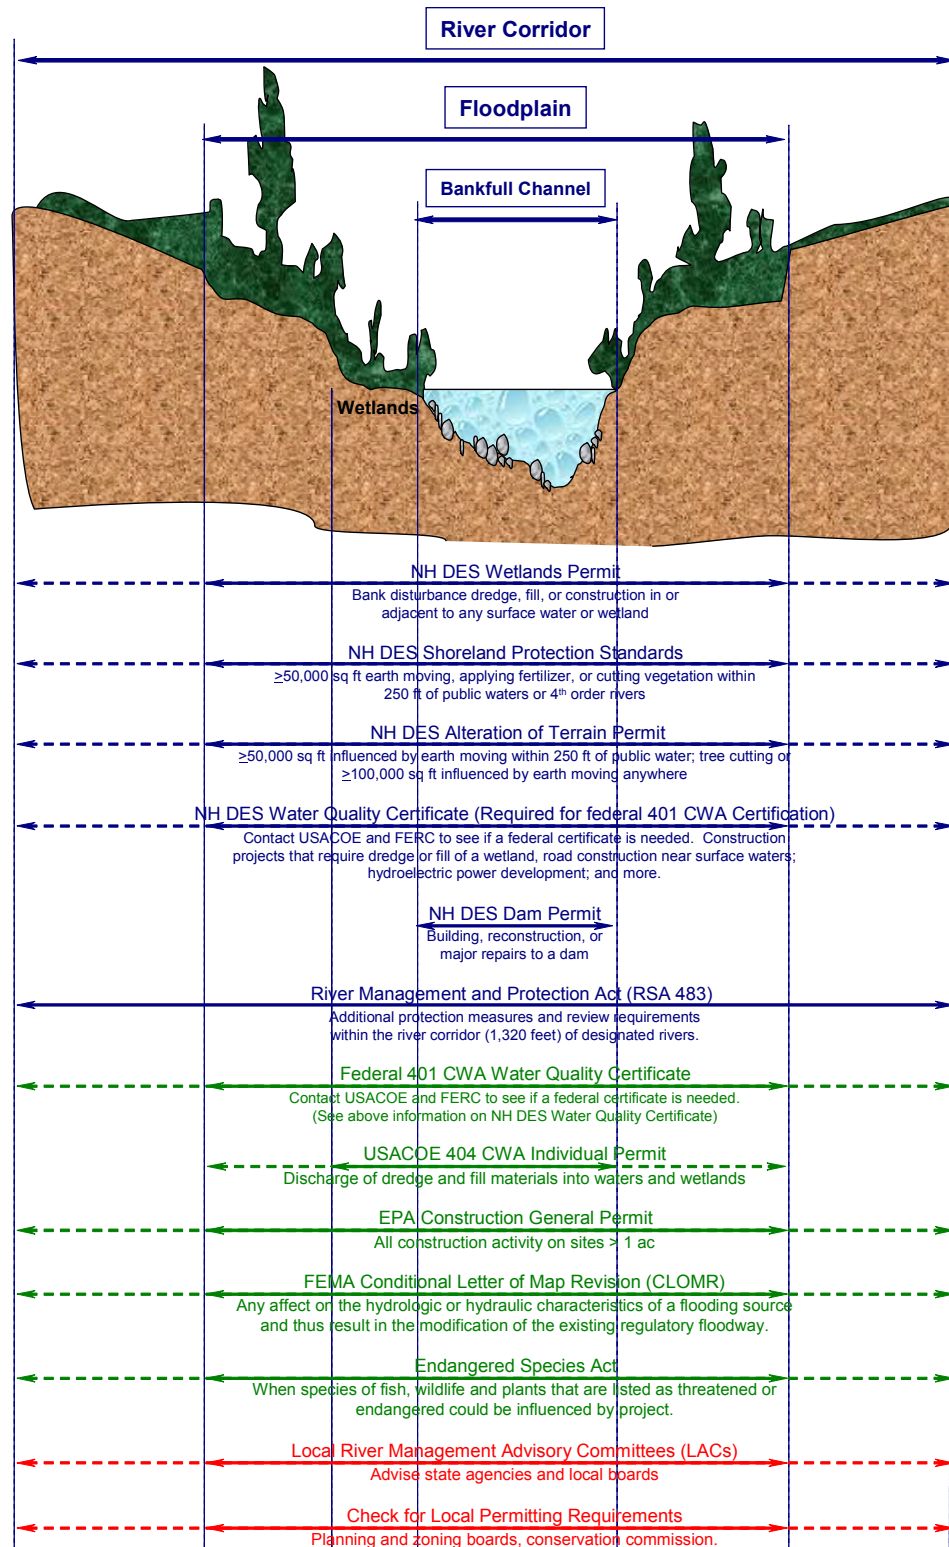 River Corridor
Floodplain
Bankfull Channel
Wetlands
NH DES Wetlands Permit
Bank disturbance dredge, fill, or construction in or
adjacent to any surface water or wetland
NH DES Shoreland Protection Standards
≥50,000 sq ft earth moving, applying fertilizer, or cutting vegetation within
250 ft of public waters or 4th order rivers
NH DES Alteration of Terrain Permit
≥50,000 sq ft influenced by earth moving within 250 ft of public water; tree cutting or
≥100,000 sq ft influenced by earth moving anywhere
NH DES Water Quality Certificate (Required for federal 401 CWA Certification)
Contact USACOE and FERC to see if a federal certificate is needed. Construction
projects that require dredge or fill of a wetland, road construction near surface waters;
hydroelectric power development; and more.
NH DES Dam Permit
Building, reconstruction, or
major repairs to a dam
River Management and Protection Act (RSA 483)
Additional protection measures and review requirements
within the river corridor (1,320 feet) of designated rivers.
Federal 401 CWA Water Quality Certificate
Contact USACOE and FERC to see if a federal certificate is needed.
(See above information on NH DES Water Quality Certificate)
USACOE 404 CWA Individual Permit
Discharge of dredge and fill materials into waters and wetlands
EPA Construction General Permit
All construction activity on sites > 1 ac
FEMA Conditional Letter of Map Revision (CLOMR)
Any affect on the hydrologic or hydraulic characteristics of a flooding source
and thus result in the modification of the existing regulatory floodway.
Endangered Species Act
When species of fish, wildlife and plants that are listed as threatened or
endangered could be influenced by project.
Local River Management Advisory Committees (LACs)
Advise state agencies and local boards
Check for Local Permitting Requirements
Planning and zoning boards, conservation commission.